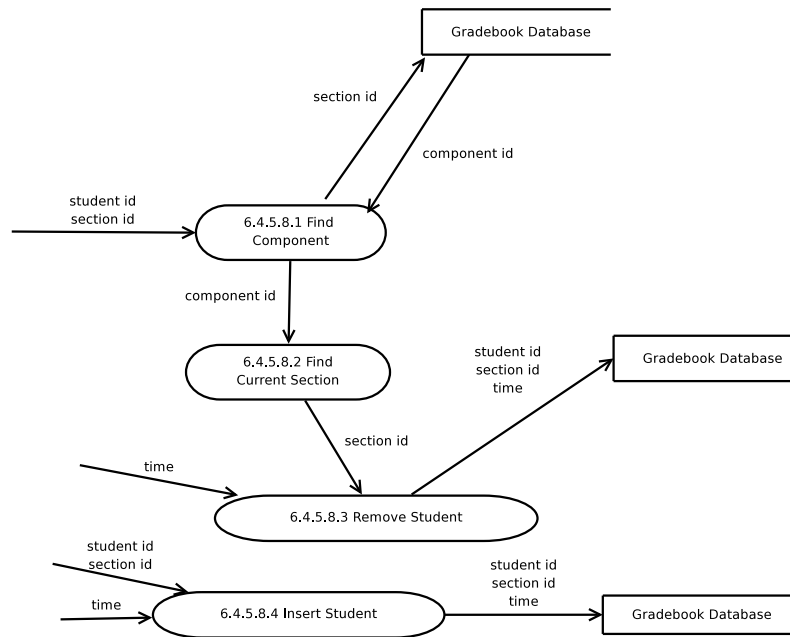 Gradebook Database
section id
component id
student id
section id
6.4.5.8.1 Find
Component
component id
6.4.5.8.2 Find
Current Section
student id
section id
time
Gradebook Database
section id
time
6.4.5.8.3 Remove Student
student id
section id
time
6.4.5.8.4 Insert Student
student id
section id
time
Gradebook Database